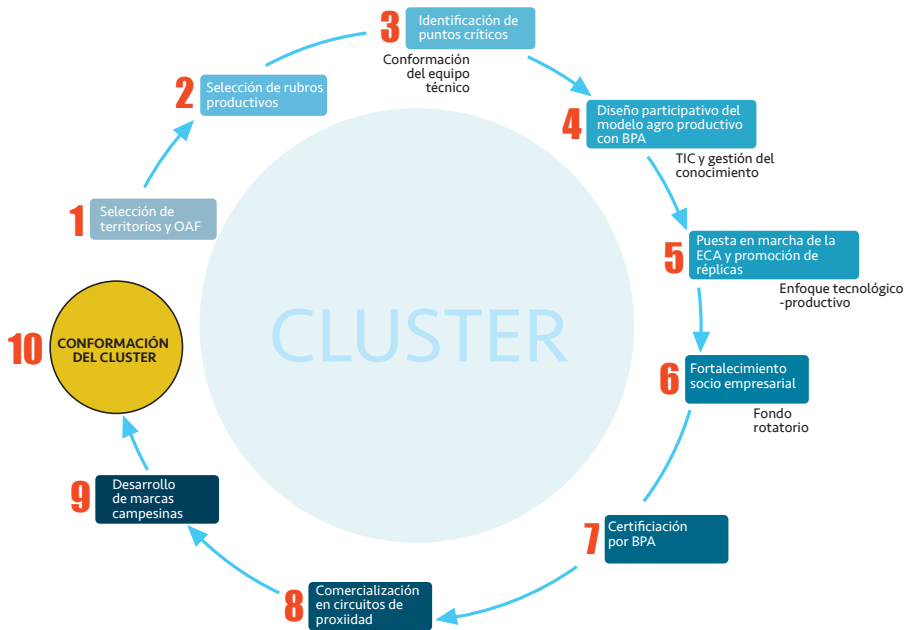 1
Selección de
territorios y OAF
2
Selección de rubros
productivos
3
Identificación de
puntos críticos
Conformación
del equipo
técnico
4
Diseño participativo del
modelo agro productivo
con BPA
TIC y gestión del
conocimiento
5
Puesta en marcha de la
ECA y promoción de
réplicas
Enfoque tecnológico
-productivo
6
Fortalecimiento
socio empresarial
Fondo
rotatorio
7
Certificiación
por BPA
8
Comercialización
en circuitos de
proxiidad
9
Desarrollo
de marcas
campesinas
10
CONFORMACIÓN
DEL CLUSTER
CLUSTER